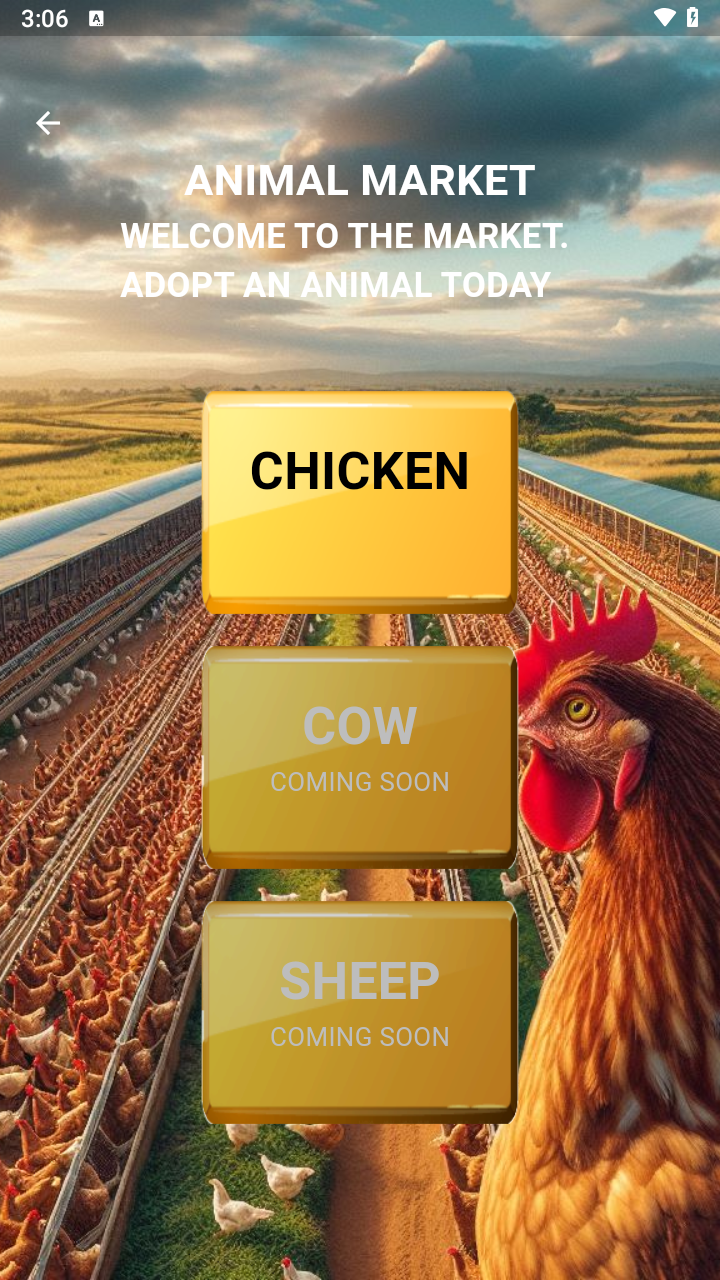 3:06
A
ANIMAL MARKET
WELCOME TO THE MARKET.
ADOPT AN ANIMAL TODAY
CHICKEN
COW
COMING SOON
SHEEP
COMING SOON